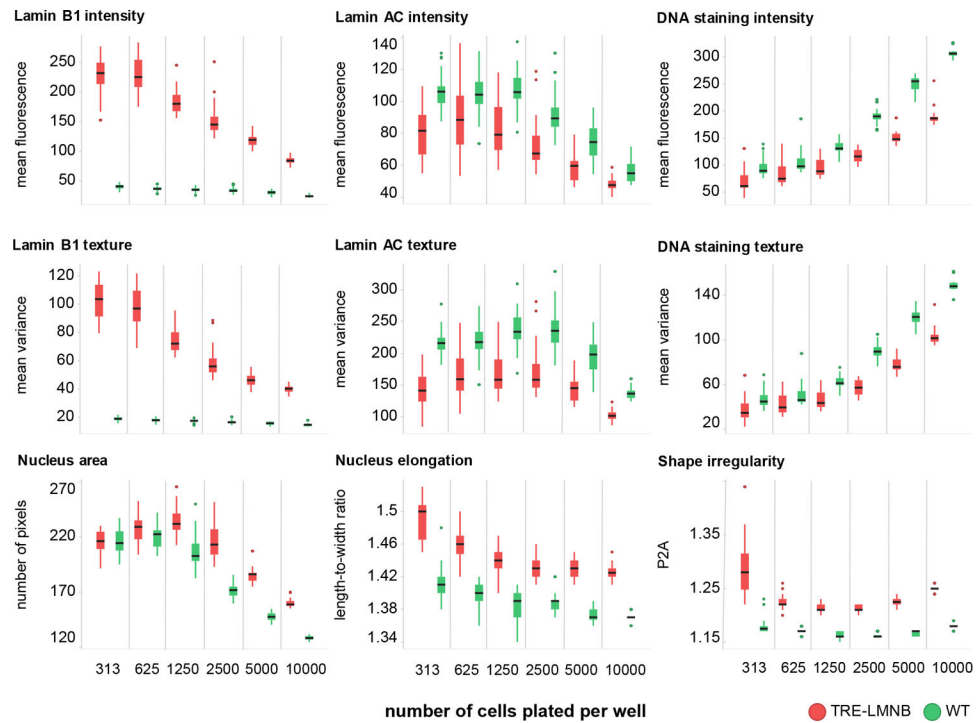 Lamin B1 intensity
mean fluorescence
250
200
150
100
50
Lamin AC intensity
mean fluorescence
140
120
100
80
60
40
DNA staining intensity
mean fluorescence
300
250
200
150
100
50
Lamin B1 texture
mean variance
120
100
80
60
40
20
Lamin AC texture
mean variance
300
250
200
150
100
DNA staining texture
mean variance
140
100
60
20
Nucleus area
number of pixels
270
220
170
120
313 625 1250 2500 5000 10000
Nucleus elongation
length-to-width ratio
1.5
1.46
1.42
1.38
1.34
313 625 1250 2500 5000 10000
Shape irregularity
P2A
1.35
1.25
1.15
313 625 1250 2500 5000 10000
number of cells plated per well
TRE-LMNB WT